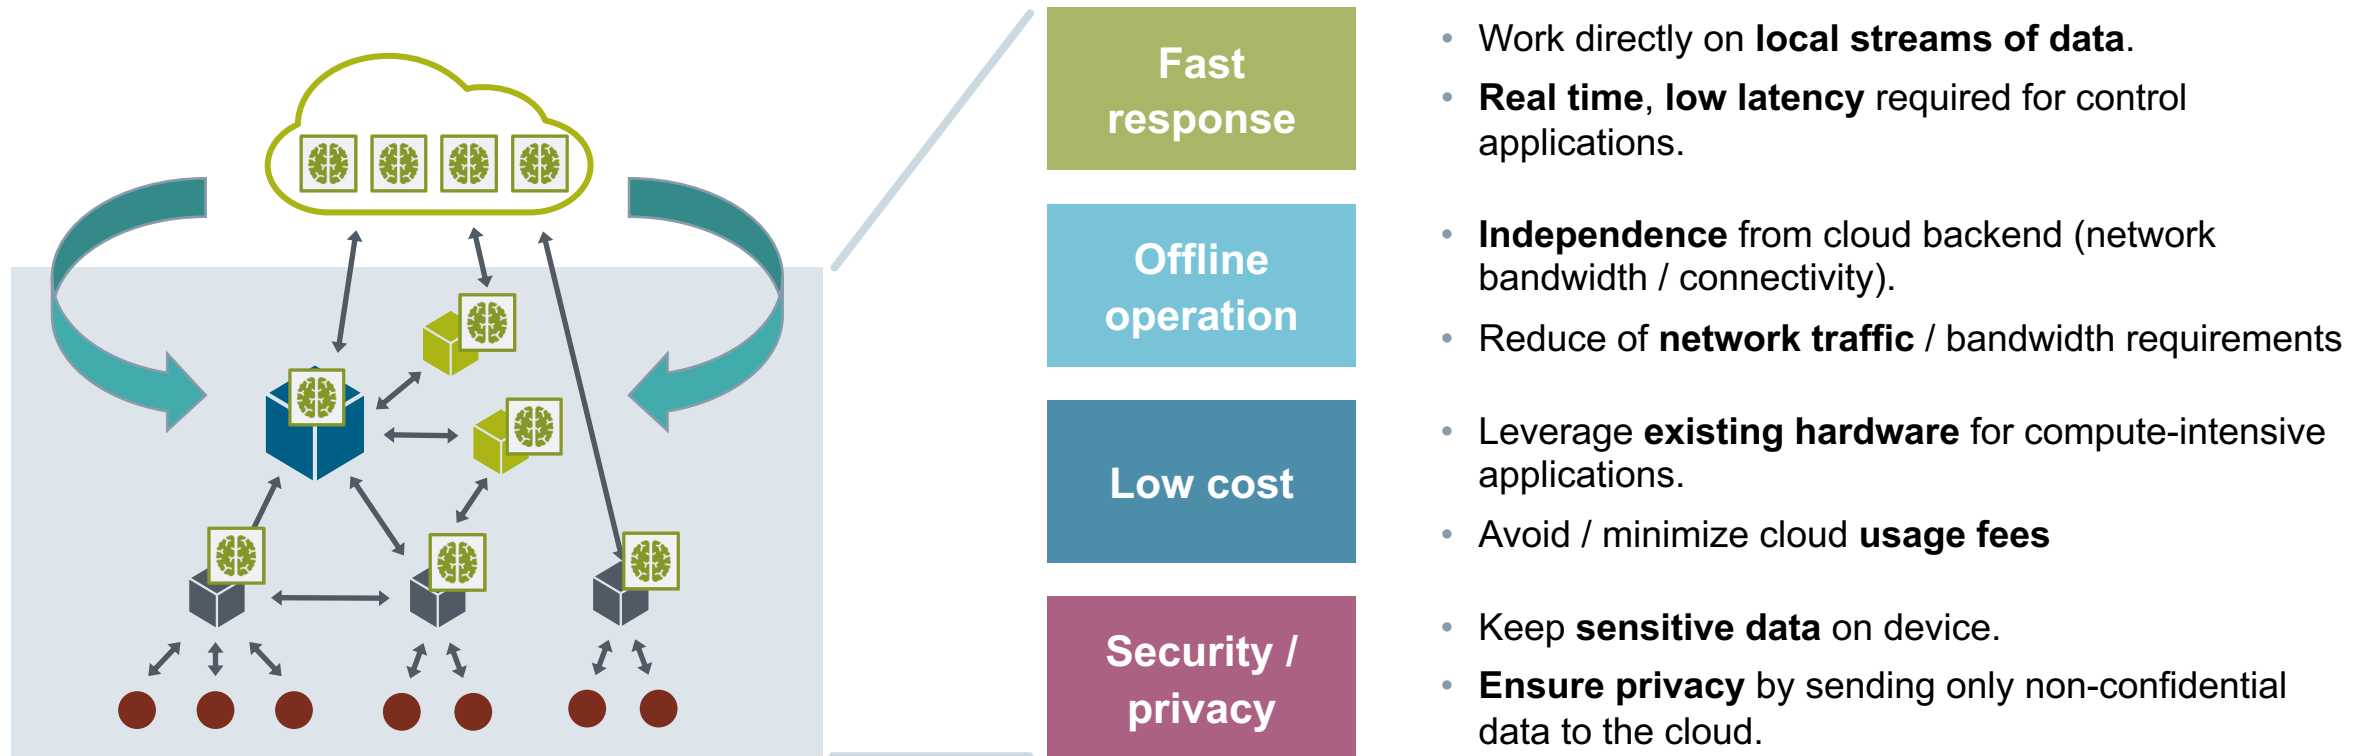 Fast
response
• Work directly on local streams of data.
• Real time, low latency required for control
applications.
Offline
operation
• Independence from cloud backend (network
bandwidth / connectivity).
• Reduce of network traffic / bandwidth requirements
Low cost
• Leverage existing hardware for compute-intensive
applications.
• Avoid / minimize cloud usage fees
Security /
privacy
• Keep sensitive data on device.
• Ensure privacy by sending only non-confidential
data to the cloud.